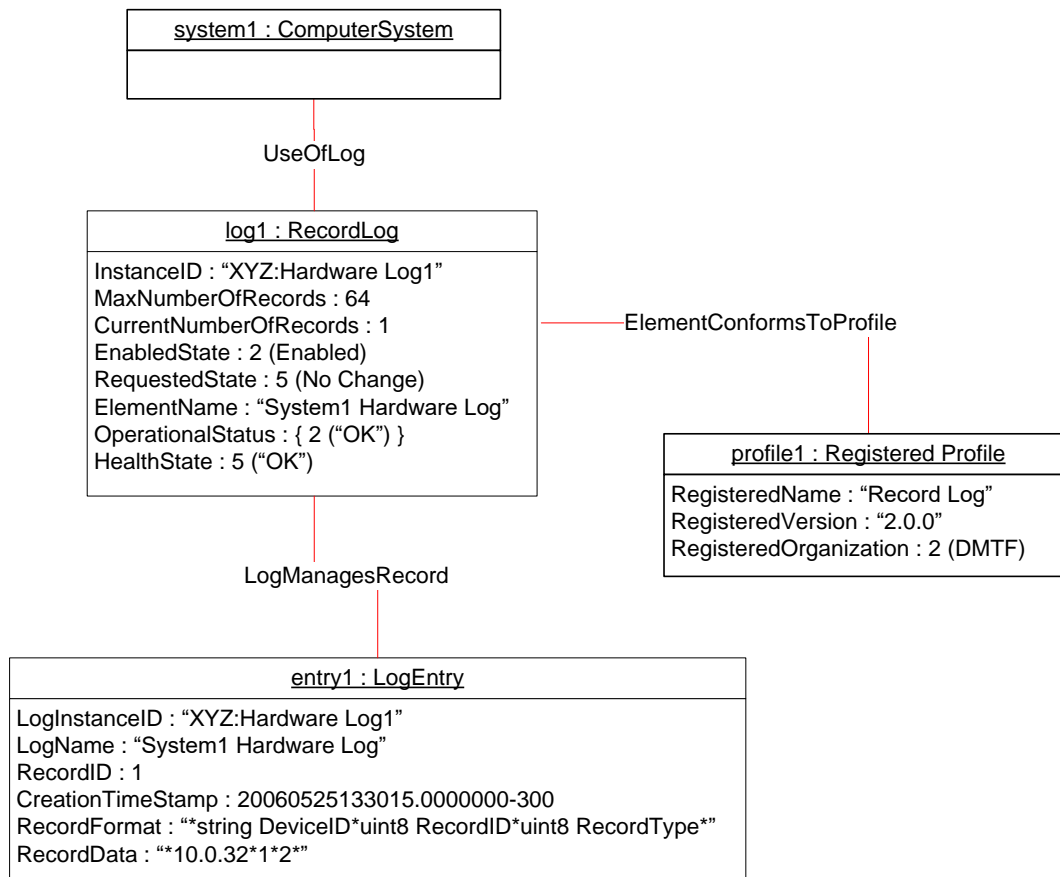 system1 : ComputerSystem
UseOfLog
log1 : RecordLog
InstanceID : “XYZ:Hardware Log1”
MaxNumberOfRecords : 64
CurrentNumberOfRecords : 1
EnabledState : 2 (Enabled)
RequestedState : 5 (No Change)
ElementName : “System1 Hardware Log”
OperationalStatus : { 2 (“OK”) }
HealthState : 5 (“OK”)
ElementConformsToProfile
profile1 : Registered Profile
RegisteredName : “Record Log”
RegisteredVersion : “2.0.0”
RegisteredOrganization : 2 (DMTF)
LogManagesRecord
entry1 : LogEntry
LogInstanceID : “XYZ:Hardware Log1”
LogName : “System1 Hardware Log”
RecordID : 1
CreationTimeStamp : 20060525133015.0000000-300
RecordFormat : “*string DeviceID*uint8 RecordID*uint8 RecordType*”
RecordData : “*10.0.32*1*2*”